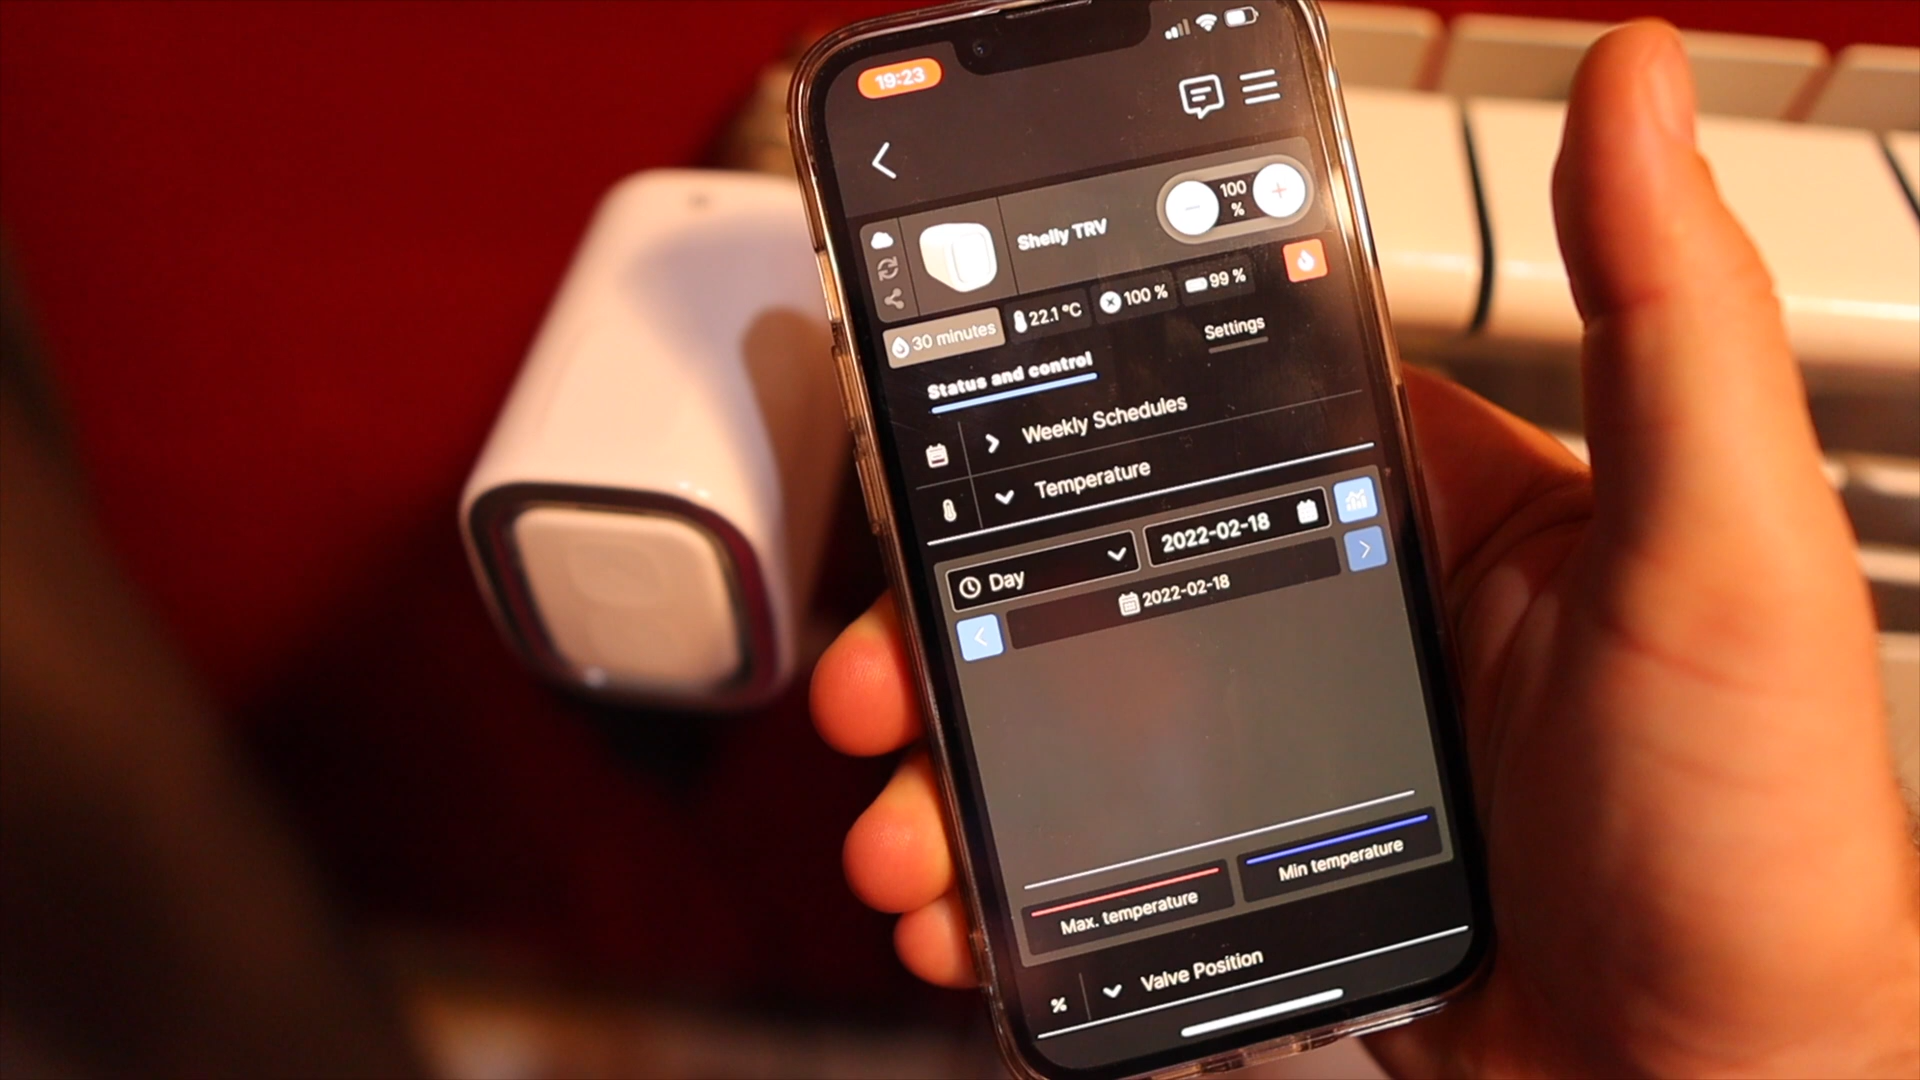 19:23
Shelly TRV
100
%
30 minutes
22.1 °C
100 %
99 %
Status and control
Settings
Weekly Schedules
Temperature
Day
2022-02-18
2022-02-18
Max. temperature
Min temperature
%
Valve Position